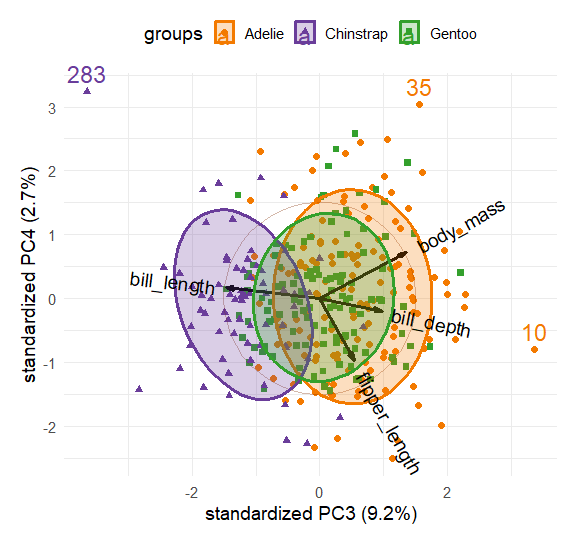 groups a Adelie a Chinstrap a Gentoo
283
35
body_mass
bill_length
bill_depth
10
flipper_length
3
2
1
0
-1
-2
standardized PC4 (2.7%)
-2 0 2
standardized PC3 (9.2%)